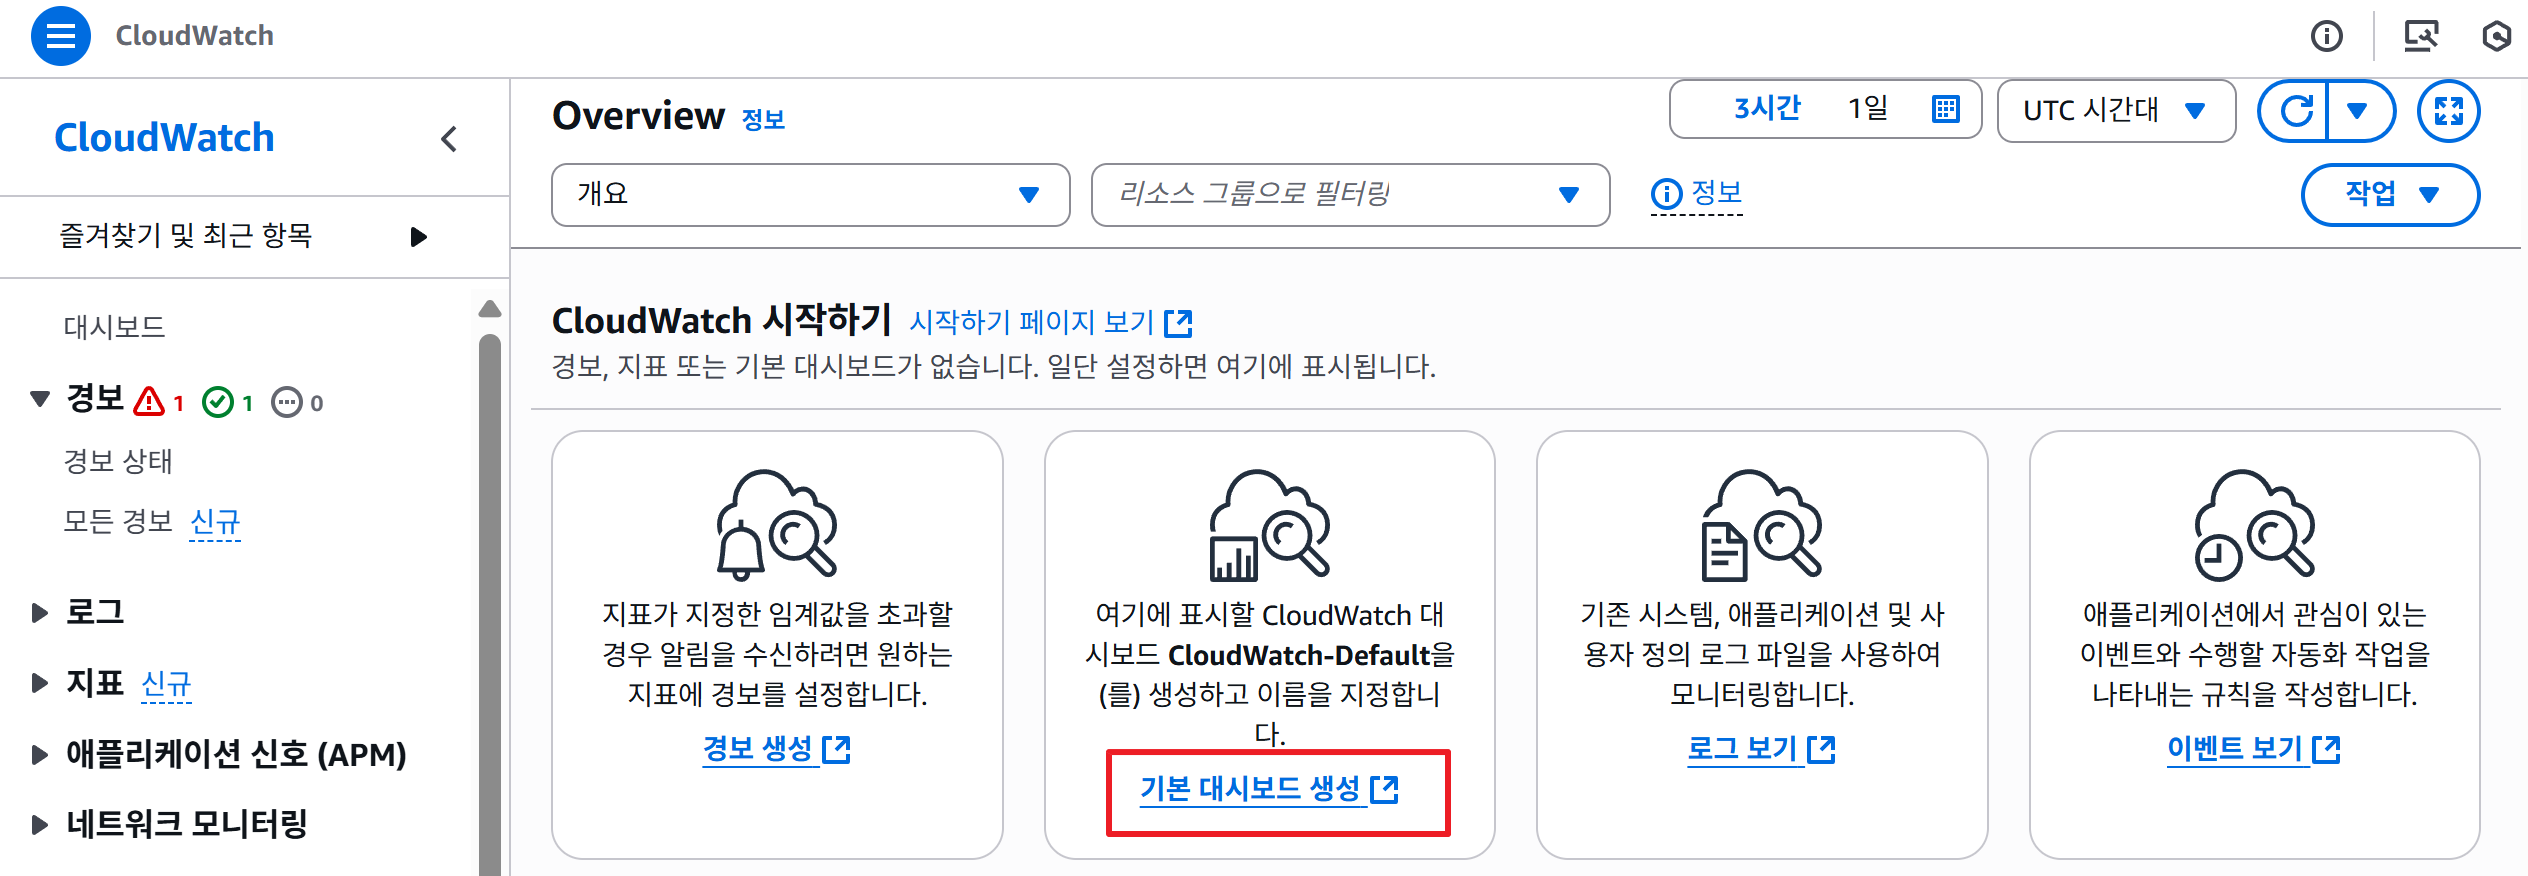 CloudWatch
CloudWatch
즐겨찾기 및 최근 항목
대시보드
경보 1 1 0
경보 상태
모든 경보 신규
로그
지표 신규
애플리케이션 신호 (APM)
네트워크 모니터링
Overview 정보
3시간 1일
UTC 시간대
개요
리소스 그룹으로 필터링
정보
작업
CloudWatch 시작하기 시작하기 페이지 보기
경보, 지표 또는 기본 대시보드가 없습니다. 일단 설정하면 여기에 표시됩니다.
지표가 지정한 임계값을 초과할
경우 알림을 수신하려면 원하는
지표에 경보를 설정합니다.
경보 생성
여기에 표시할 CloudWatch 대
시보드 CloudWatch-Default을
(를) 생성하고 이름을 지정합니
다.
기본 대시보드 생성
기존 시스템, 애플리케이션 및 사
용자 정의 로그 파일을 사용하여
모니터링합니다.
로그 보기
애플리케이션에서 관심이 있는
이벤트와 수행할 자동화 작업을
나타내는 규칙을 작성합니다.
이벤트 보기